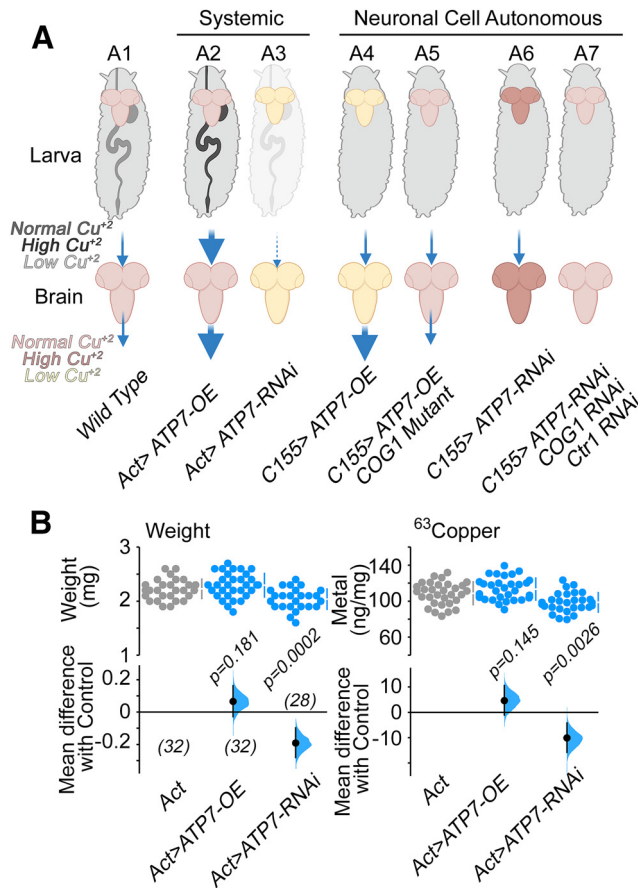 A
Systemic
Neuronal Cell Autonomous
A1 A2 A3 A4 A5 A6 A7
Larva
Normal Cu+2
High Cu+2
Low Cu+2
Brain
Normal Cu+2
High Cu+2
Low Cu+2
Wild Type
Act> ATP7-OE
Act> ATP7-RNAi
C155> ATP7-OE
C155> ATP7-OE
COG1 Mutant
C155> ATP7-RNAi
C155> ATP7-RNAi
COG1 RNAi
Ctr1 RNAi
B
Weight
Weight
(mg)
3
2
1
p=0.181
p=0.0002
Mean difference
with Control
0.2
0
-0.2
(32)
(32)
(28)
Act
Act>ATP7-OE
Act>ATP7-RNAi
63Copper
Metal
(ng/mg)
140
100
60
p=0.145
p=0.0026
Mean difference
with Control
10
0
-10
Act
Act>ATP7-OE
Act>ATP7-RNAi